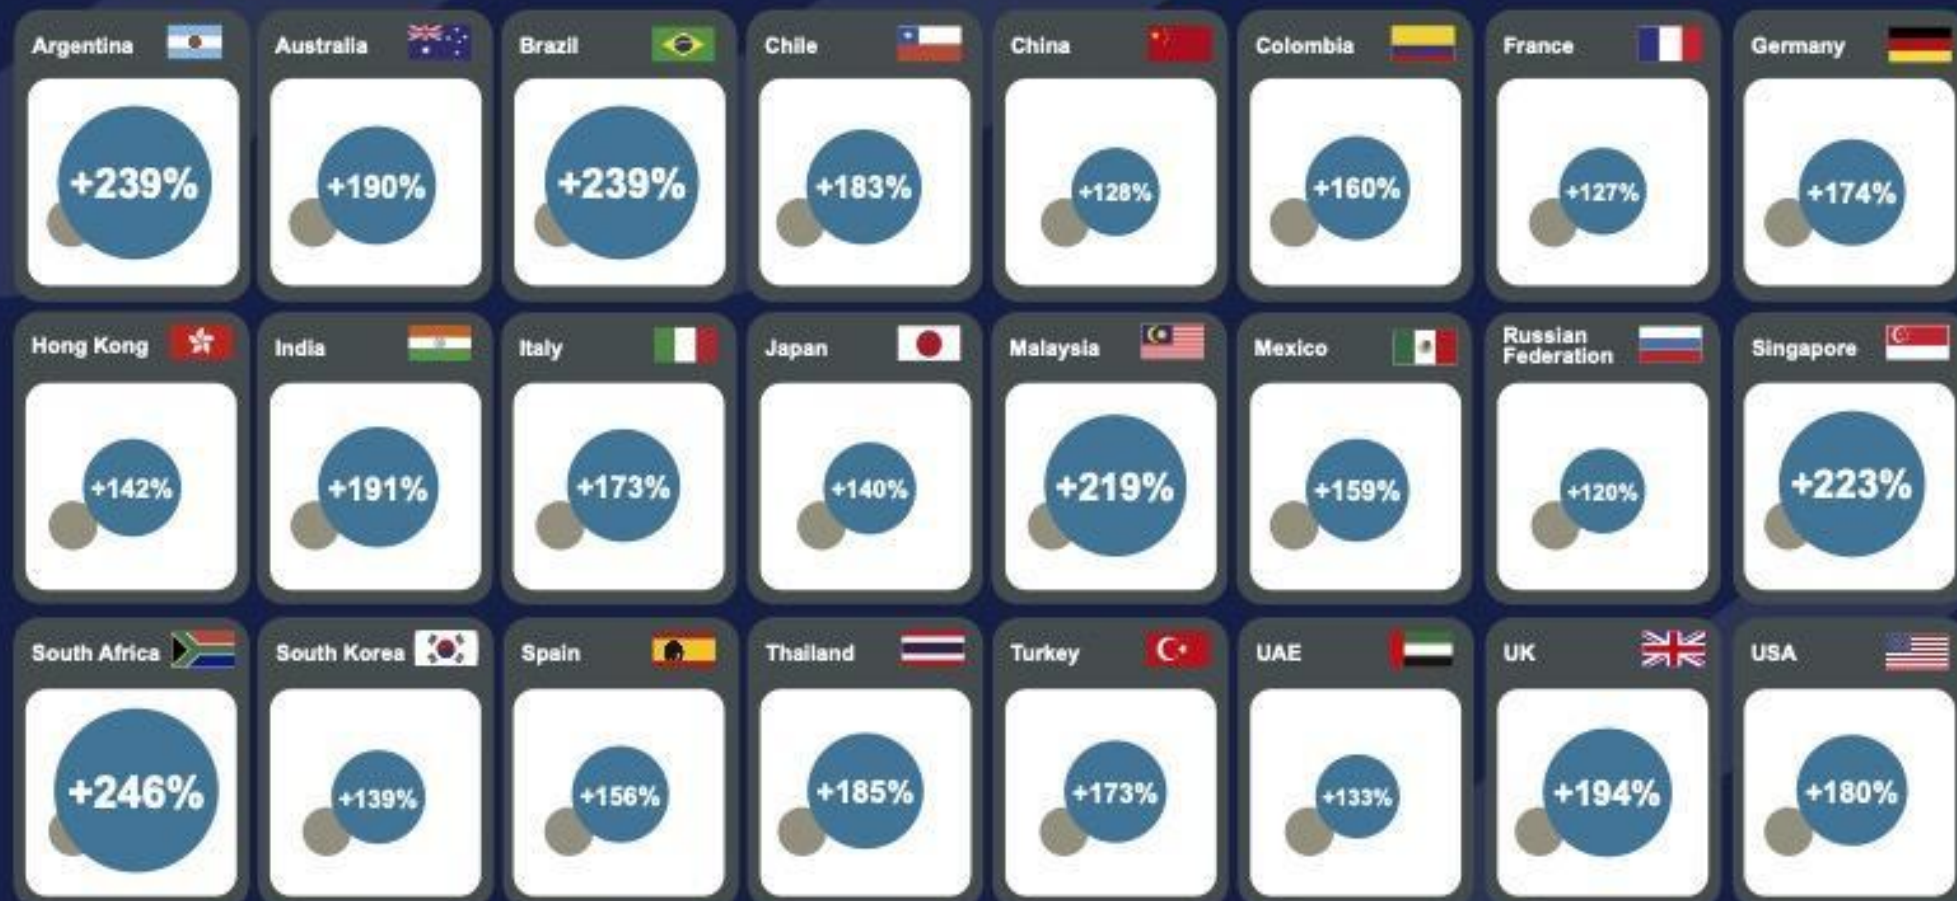 Argentina
+239%
Australia
+190%
Brazil
+239%
Chile
+183%
China
+128%
Colombia
+160%
France
+127%
Germany
+174%
Hong Kong
+142%
India
+191%
Italy
+173%
Japan
+140%
Malaysia
+219%
Mexico
+159%
Russian
Federation
+120%
Singapore
+223%
South Africa
+246%
South Korea
+139%
Spain
+156%
Thailand
+185%
Turkey
+173%
UAE
+133%
UK
+194%
USA
+180%